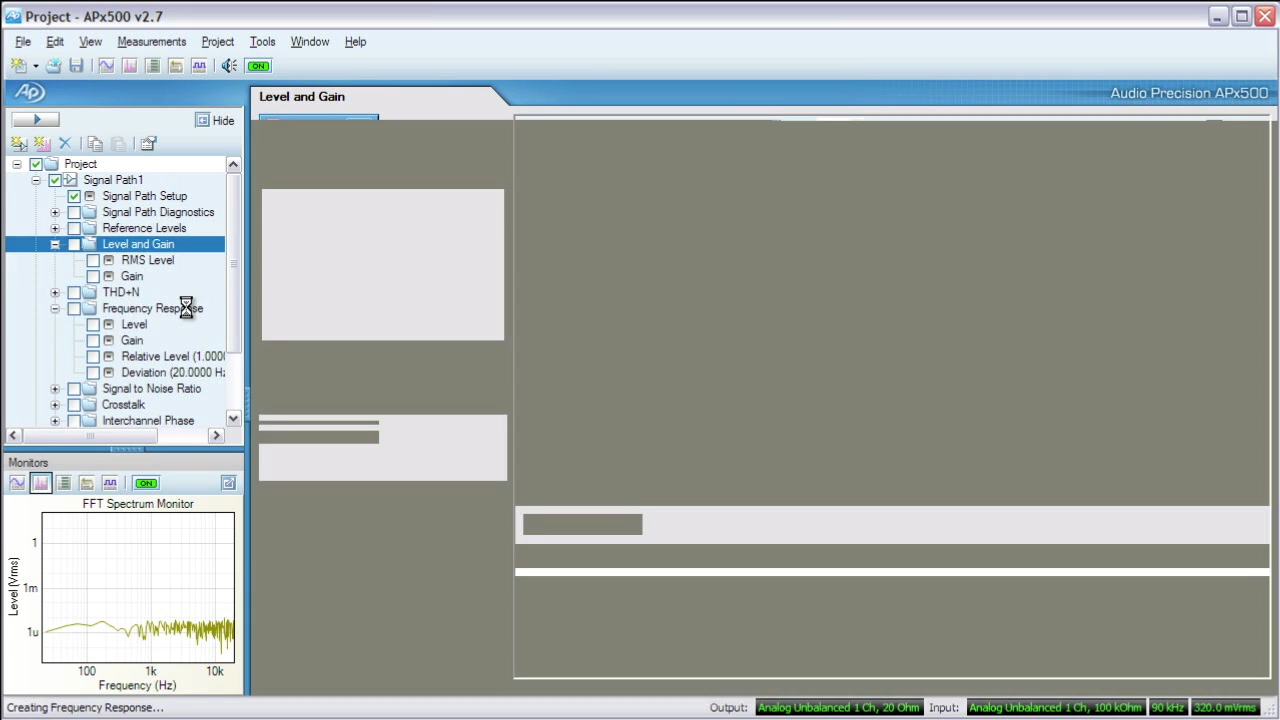 Project - APx500 v2.7
File Edit View Measurements Project Tools Window Help
ON
Ap
Level and Gain
Audio Precision APx500
Hide
Project
Signal Path1
Signal Path Setup
Signal Path Diagnostics
Reference Levels
Level and Gain
RMS Level
Gain
THD+N
Frequency Response
Level
Gain
Relative Level (1.0000
Deviation (20.0000 Hz
Signal to Noise Ratio
Crosstalk
Interchannel Phase
Monitors
ON
FFT Spectrum Monitor
Level (Vrms)
1
1m
1u
100 1k 10k
Frequency (Hz)
Creating Frequency Response...
Output: Analog Unbalanced 1 Ch, 20 Ohm Input: Analog Unbalanced 1 Ch, 100 kOhm 90 kHz 320.0 mVrms